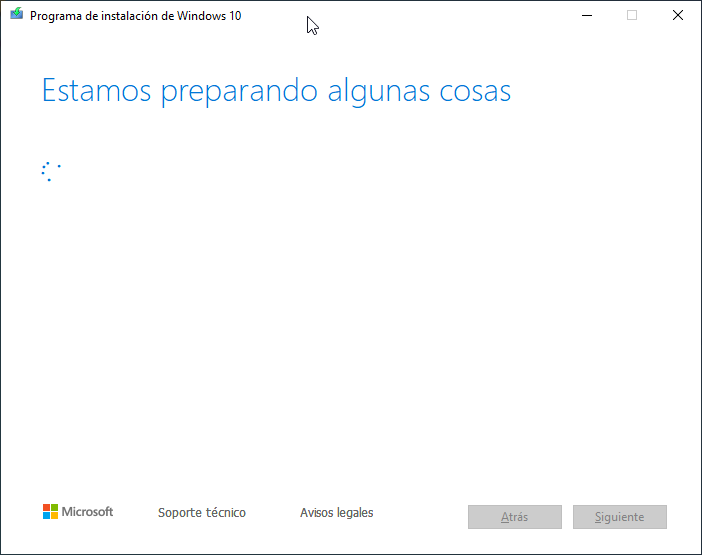 Programa de instalación de Windows 10
Estamos preparando algunas cosas
Microsoft
Soporte técnico
Avisos legales
Atrás
Siguiente